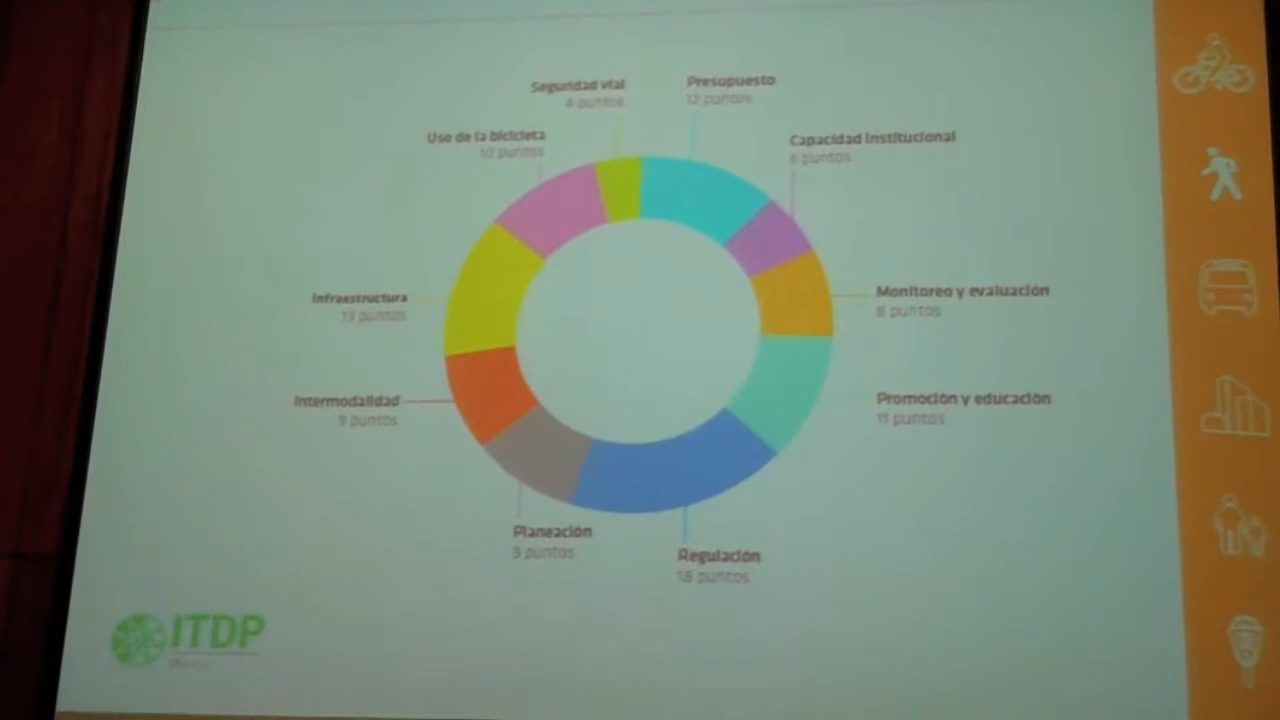 Seguridad vial
4 puntos
Presupuesto
12 puntos
Uso de la bicicleta
10 puntos
Capacidad Institucional
6 puntos
Infraestructura
13 puntos
Monitoreo y evaluación
8 puntos
Intermodalidad
9 puntos
Promoción y educación
11 puntos
Planeación
9 puntos
Regulación
18 puntos
ITDP